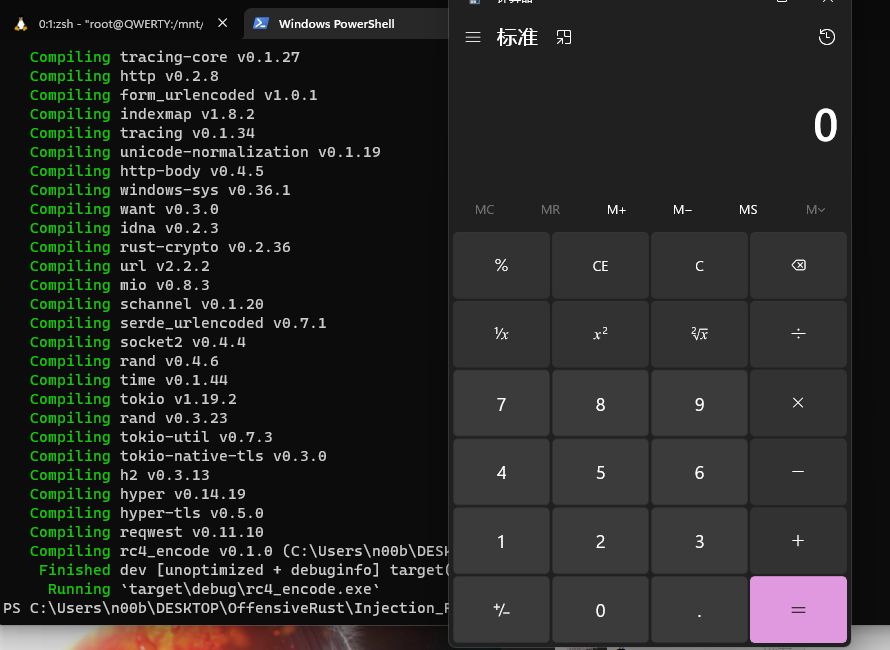 0:1:zsh - "root@QWERTY:/mnt/
Windows PowerShell
Compiling tracing-core v0.1.27
Compiling http v0.2.8
Compiling form_urlencoded v1.0.1
Compiling indexmap v1.8.2
Compiling tracing v0.1.34
Compiling unicode-normalization v0.1.19
Compiling http-body v0.4.5
Compiling windows-sys v0.36.1
Compiling want v0.3.0
Compiling idna v0.2.3
Compiling rust-crypto v0.2.36
Compiling url v2.2.2
Compiling mio v0.8.3
Compiling schannel v0.1.20
Compiling serde_urlencoded v0.7.1
Compiling socket2 v0.4.4
Compiling rand v0.4.6
Compiling time v0.1.44
Compiling tokio v1.19.2
Compiling rand v0.3.23
Compiling tokio-util v0.7.3
Compiling tokio-native-tls v0.3.0
Compiling h2 v0.3.13
Compiling hyper v0.14.19
Compiling hyper-tls v0.5.0
Compiling reqwest v0.11.10
Compiling rc4_encode v0.1.0 (C:\Users\n00b\DESK
Finished dev [unoptimized + debuginfo] target(
Running `target\debug\rc4_encode.exe`
PS C:\Users\n00b\DESKTOP\OffensiveRust\Injection_
标准
0
MC MR M+ M− MS M˅
% CE C ⌫
¹/x x² ²√x ÷
7 8 9 ×
4 5 6 −
1 2 3 +
+/− 0 . =